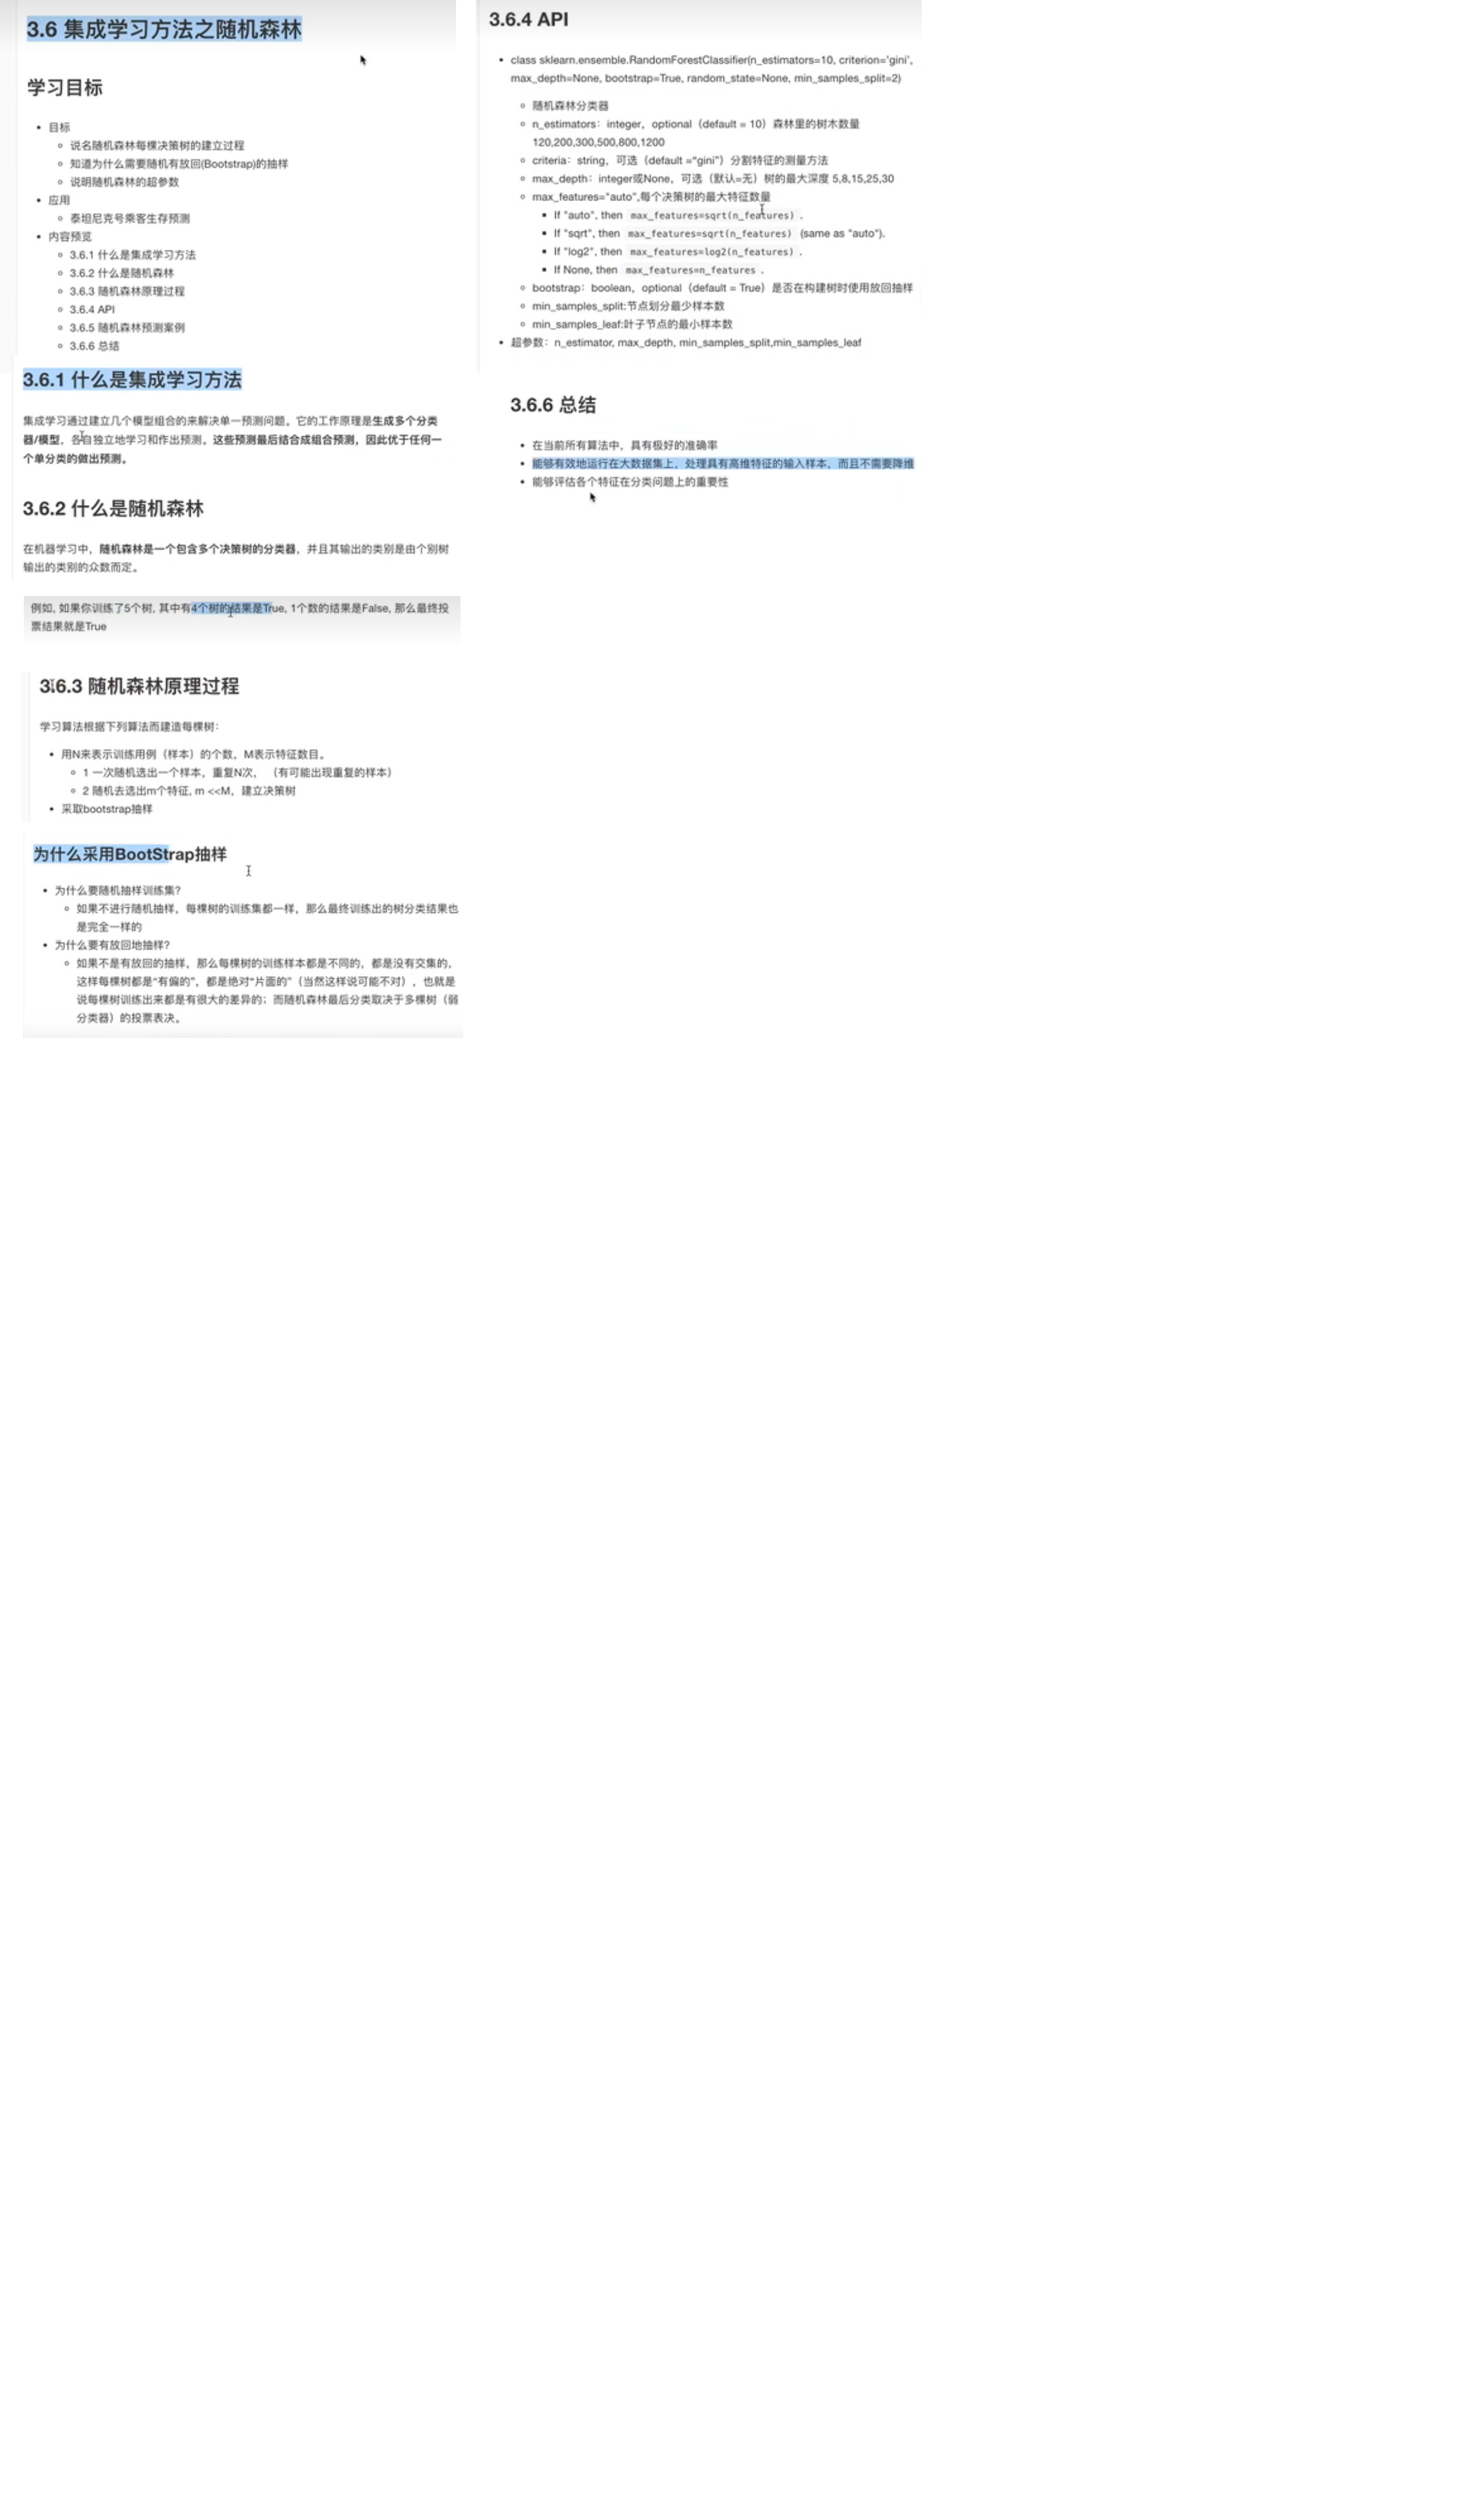 3.6 集成学习方法之随机森林
学习目标
• 目标
◦ 说名随机森林每棵决策树的建立过程
◦ 知道为什么需要随机有放回(Bootstrap)的抽样
◦ 说明随机森林的超参数
• 应用
◦ 泰坦尼克号乘客生存预测
• 内容预览
◦ 3.6.1 什么是集成学习方法
◦ 3.6.2 什么是随机森林
◦ 3.6.3 随机森林原理过程
◦ 3.6.4 API
◦ 3.6.5 随机森林预测案例
◦ 3.6.6 总结
3.6.1 什么是集成学习方法
集成学习通过建立几个模型组合的来解决单一预测问题。它的工作原理是生成多个分类
器/模型，各自独立地学习和作出预测。这些预测最后结合成组合预测，因此优于任何一
个单分类的做出预测。
3.6.2 什么是随机森林
在机器学习中，随机森林是一个包含多个决策树的分类器，并且其输出的类别是由个别树
输出的类别的众数而定。
例如, 如果你训练了5个树, 其中有4个树的结果是True, 1个数的结果是False, 那么最终投
票结果就是True
3.6.3 随机森林原理过程
学习算法根据下列算法而建造每棵树：
• 用N来表示训练用例（样本）的个数，M表示特征数目。
◦ 1 一次随机选出一个样本，重复N次， （有可能出现重复的样本）
◦ 2 随机去选出m个特征, m <<M，建立决策树
• 采取bootstrap抽样
为什么采用BootStrap抽样
• 为什么要随机抽样训练集?
◦ 如果不进行随机抽样，每棵树的训练集都一样，那么最终训练出的树分类结果也
是完全一样的
• 为什么要有放回地抽样?
◦ 如果不是有放回的抽样，那么每棵树的训练样本都是不同的，都是没有交集的，
这样每棵树都是“有偏的”，都是绝对“片面的”（当然这样说可能不对），也就是
说每棵树训练出来都是有很大的差异的；而随机森林最后分类取决于多棵树（弱
分类器）的投票表决。
3.6.4 API
• class sklearn.ensemble.RandomForestClassifier(n_estimators=10, criterion='gini',
max_depth=None, bootstrap=True, random_state=None, min_samples_split=2)
◦ 随机森林分类器
◦ n_estimators：integer，optional（default = 10）森林里的树木数量
120,200,300,500,800,1200
◦ criteria：string，可选（default =“gini”）分割特征的测量方法
◦ max_depth：integer或None，可选（默认=无）树的最大深度 5,8,15,25,30
◦ max_features="auto",每个决策树的最大特征数量
▪ If "auto", then max_features=sqrt(n_features) .
▪ If "sqrt", then max_features=sqrt(n_features) (same as "auto").
▪ If "log2", then max_features=log2(n_features) .
▪ If None, then max_features=n_features .
◦ bootstrap：boolean，optional（default = True）是否在构建树时使用放回抽样
◦ min_samples_split:节点划分最少样本数
◦ min_samples_leaf:叶子节点的最小样本数
• 超参数：n_estimator, max_depth, min_samples_split,min_samples_leaf
3.6.6 总结
• 在当前所有算法中，具有极好的准确率
• 能够有效地运行在大数据集上，处理具有高维特征的输入样本，而且不需要降维
• 能够评估各个特征在分类问题上的重要性